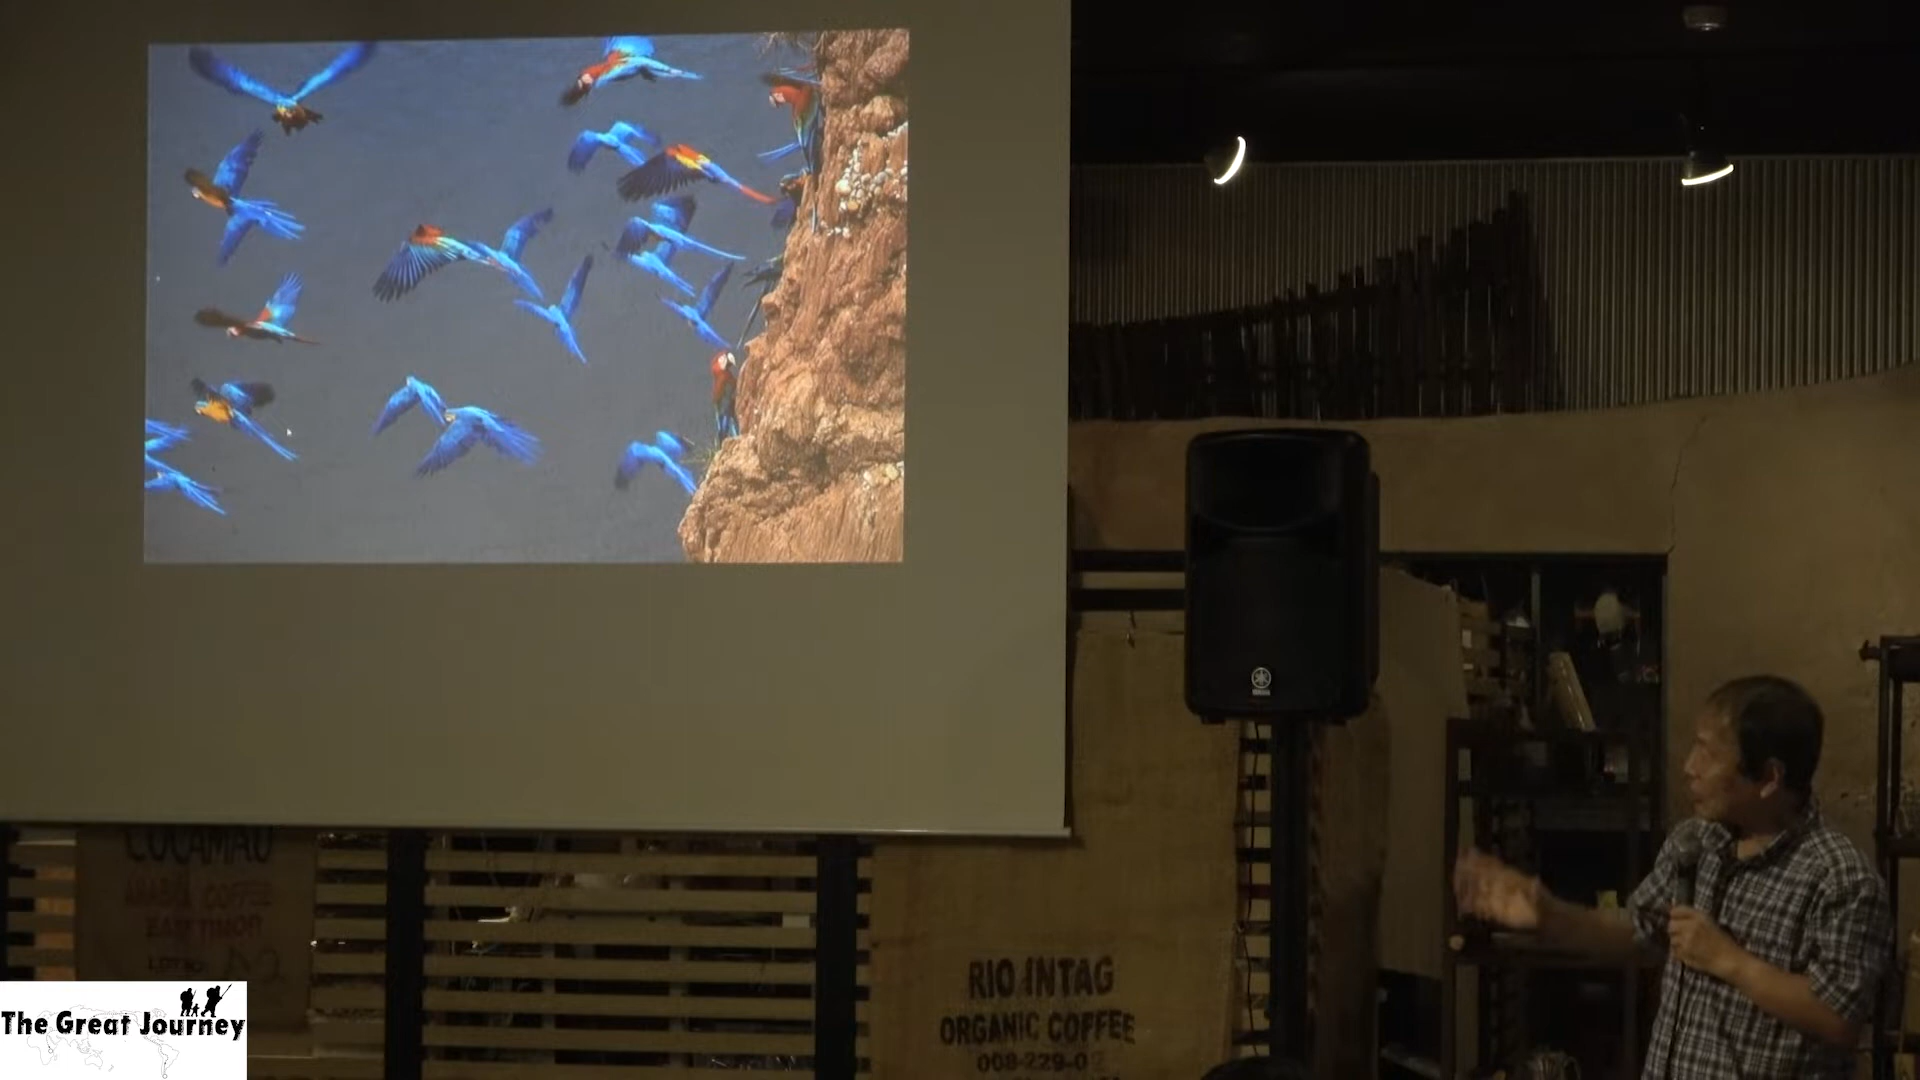 COCAMAU
ARABICA COFFEE
EAST TIMOR
RIO INTAG
ORGANIC COFFEE
The Great Journey